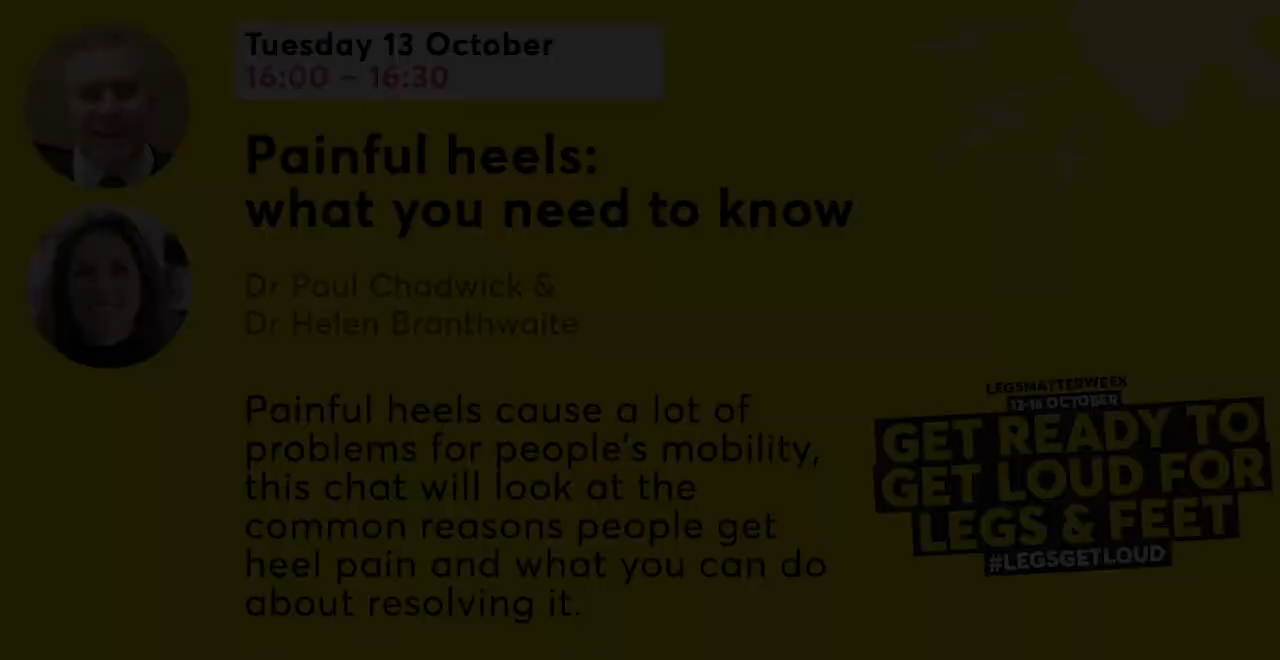 Tuesday 13 October
16:00 – 16:30
Painful heels:
what you need to know
Dr Paul Chadwick &
Dr Helen Branthwaite
Painful heels cause a lot of
problems for people's mobility,
this chat will look at the
common reasons people get
heel pain and what you can do
about resolving it.
LEGSMATTERWEEK
12-16 OCTOBER
GET READY TO
GET LOUD FOR
LEGS & FEET
#LEGSGETLOUD